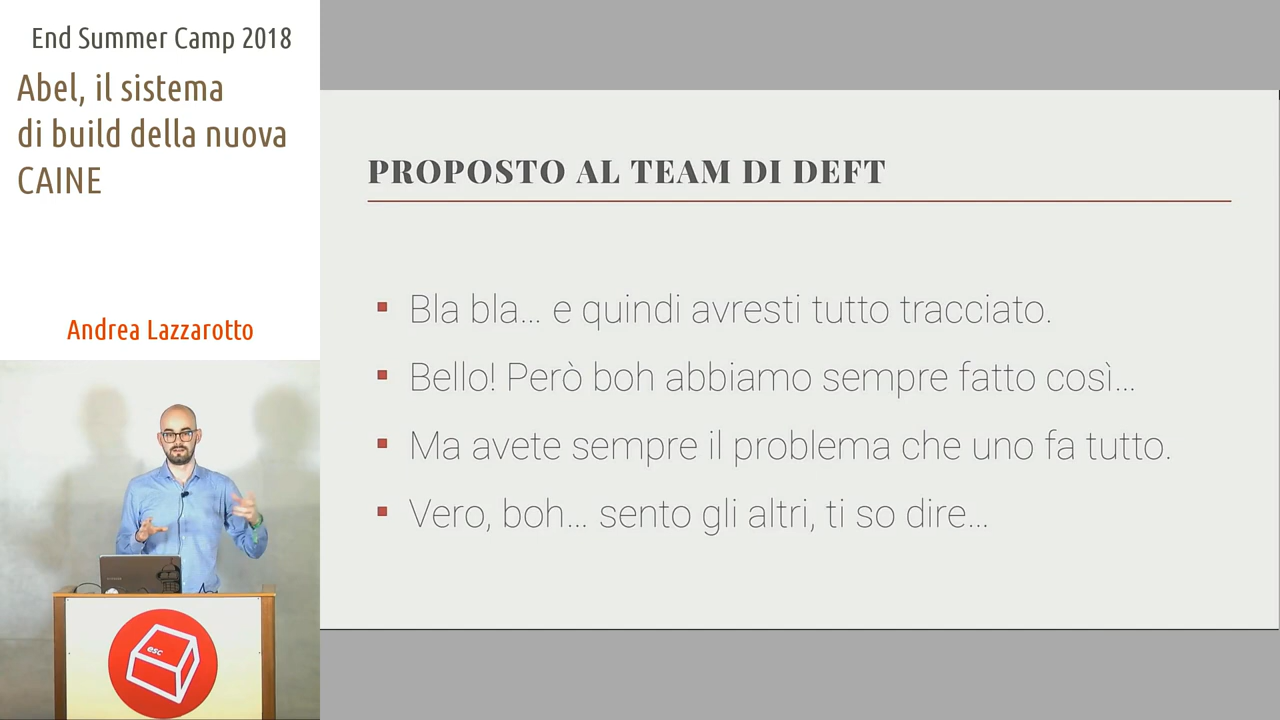 End Summer Camp 2018
Abel, il sistema
di build della nuova
CAINE
Andrea Lazzarotto
PROPOSTO AL TEAM DI DEFT
Bla bla... e quindi avresti tutto tracciato.
Bello! Però boh abbiamo sempre fatto così...
Ma avete sempre il problema che uno fa tutto.
Vero, boh... sento gli altri, ti so dire...
esc